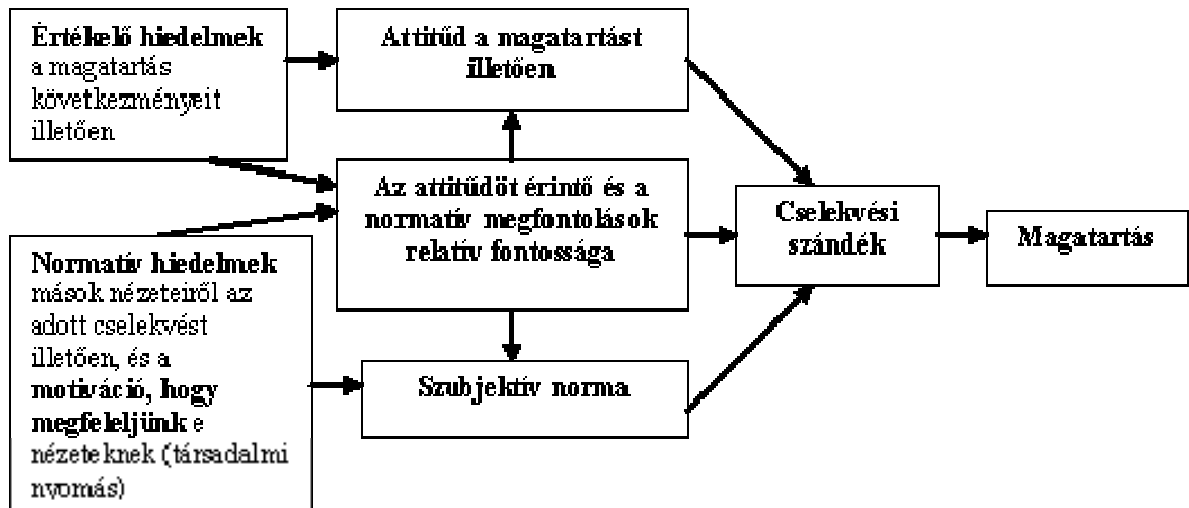 Értékelő hiedelmek
a magatartás
következményeit
illetően
Attitűd a magatartást
illetően
Az attitűdöt érintő és a
normatív megfontolások
relatív fontossága
Cselekvési
szándék
Magatartás
Normatív hiedelmek
mások nézeteiről az
adott cselekvést
illetően, és a
motiváció, hogy
megfeleljünk e
nézeteknek (társadalmi
nyomás)
Szubjektív norma